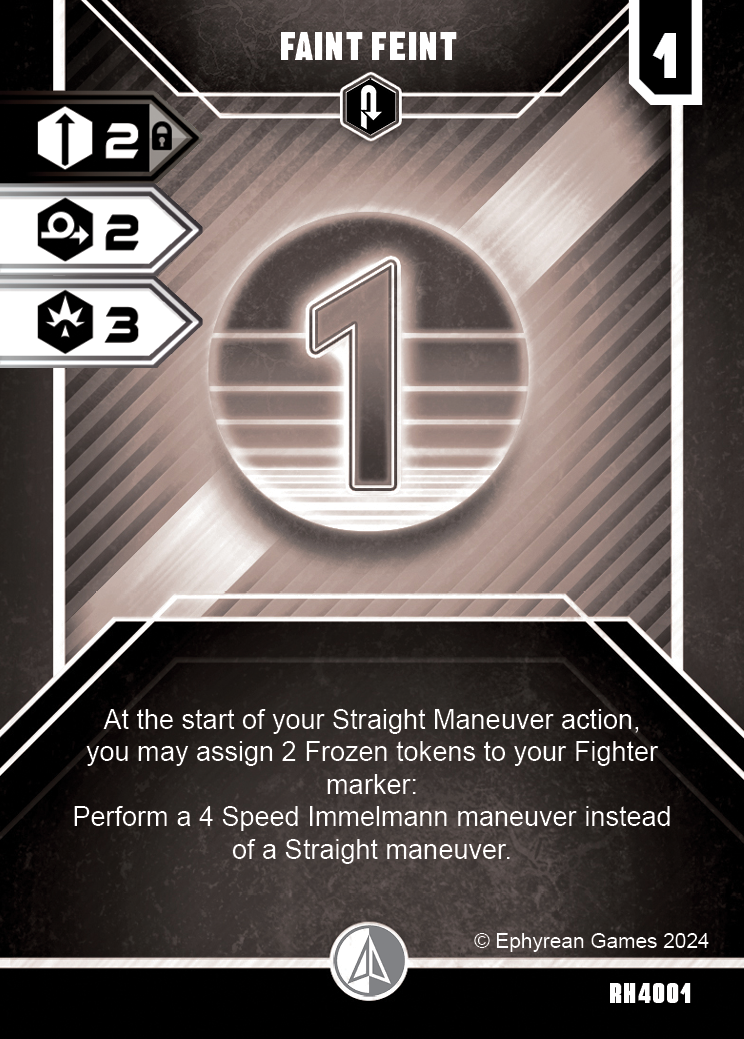 FAINT FEINT
1
2
2
3
1
At the start of your Straight Maneuver action,
you may assign 2 Frozen tokens to your Fighter
marker:
Perform a 4 Speed Immelmann maneuver instead
of a Straight maneuver.
© Ephyrean Games 2024
RH4001